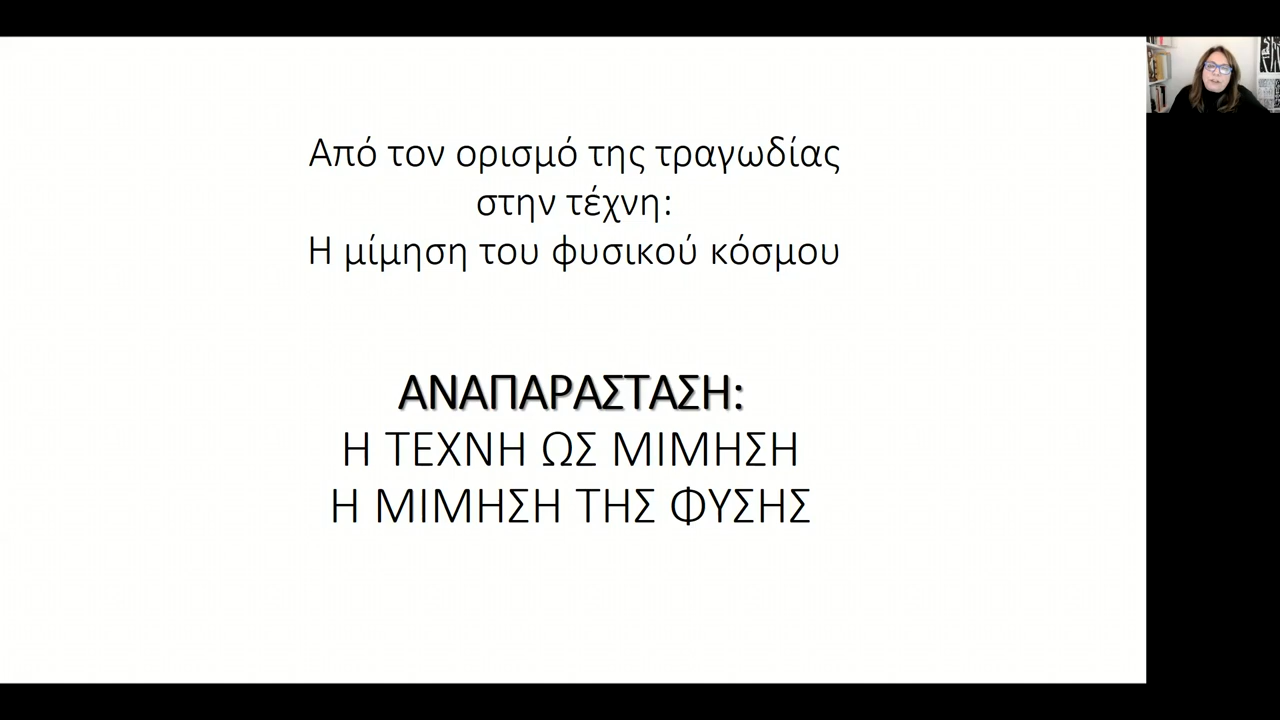 Από τον ορισμό της τραγωδίας
στην τέχνη:
Η μίμηση του φυσικού κόσμου
ΑΝΑΠΑΡΑΣΤΑΣΗ:
Η ΤΕΧΝΗ ΩΣ ΜΙΜΗΣΗ
Η ΜΙΜΗΣΗ ΤΗΣ ΦΥΣΗΣ